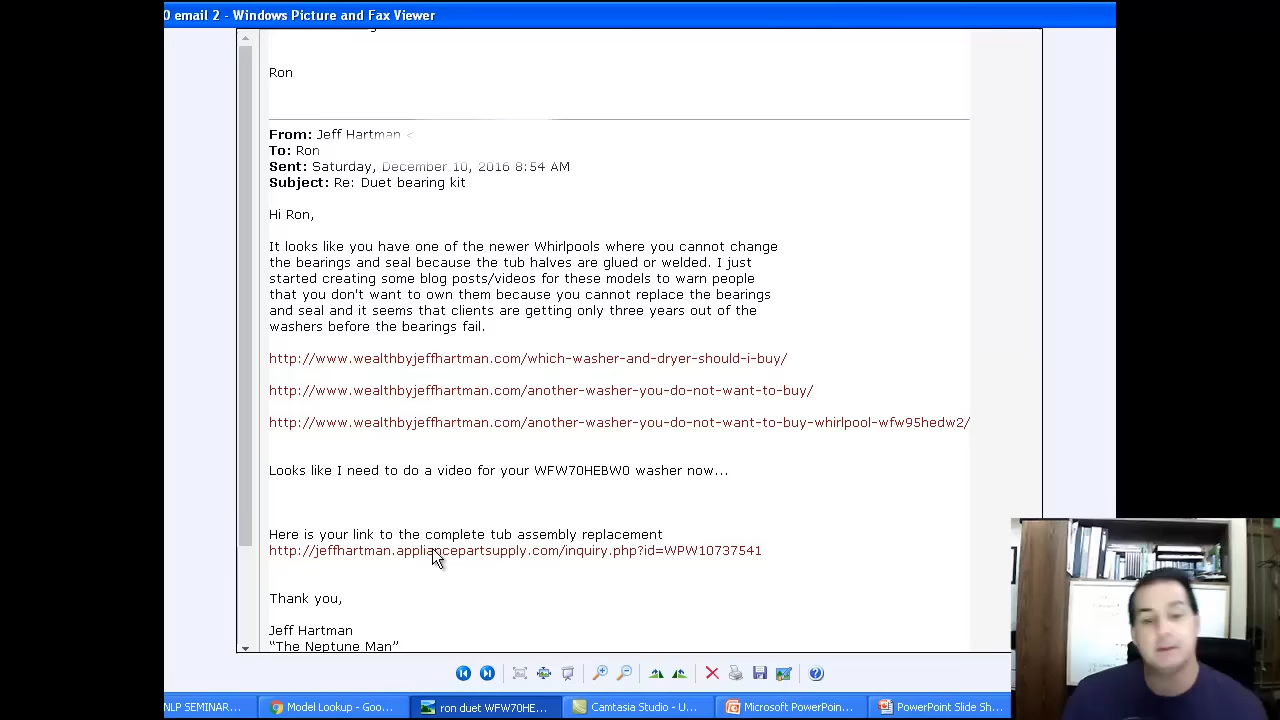 0 email 2 - Windows Picture and Fax Viewer
Ron
From: Jeff Hartman <
To: Ron
Sent: Saturday, December 10, 2016 8:54 AM
Subject: Re: Duet bearing kit
Hi Ron,
It looks like you have one of the newer Whirlpools where you cannot change
the bearings and seal because the tub halves are glued or welded. I just
started creating some blog posts/videos for these models to warn people
that you don't want to own them because you cannot replace the bearings
and seal and it seems that clients are getting only three years out of the
washers before the bearings fail.
http://www.wealthbyjeffhartman.com/which-washer-and-dryer-should-i-buy/
http://www.wealthbyjeffhartman.com/another-washer-you-do-not-want-to-buy/
http://www.wealthbyjeffhartman.com/another-washer-you-do-not-want-to-buy-whirlpool-wfw95hedw2/
Looks like I need to do a video for your WFW70HEBW0 washer now...
Here is your link to the complete tub assembly replacement
http://jeffhartman.appliancepartsupply.com/inquiry.php?id=WPW10737541
Thank you,
Jeff Hartman
"The Neptune Man"
NLP SEMINAR... Model Lookup - Goo... ron duet WFW70HE... Camtasia Studio - U... Microsoft PowerPoin... PowerPoint Slide Sh...